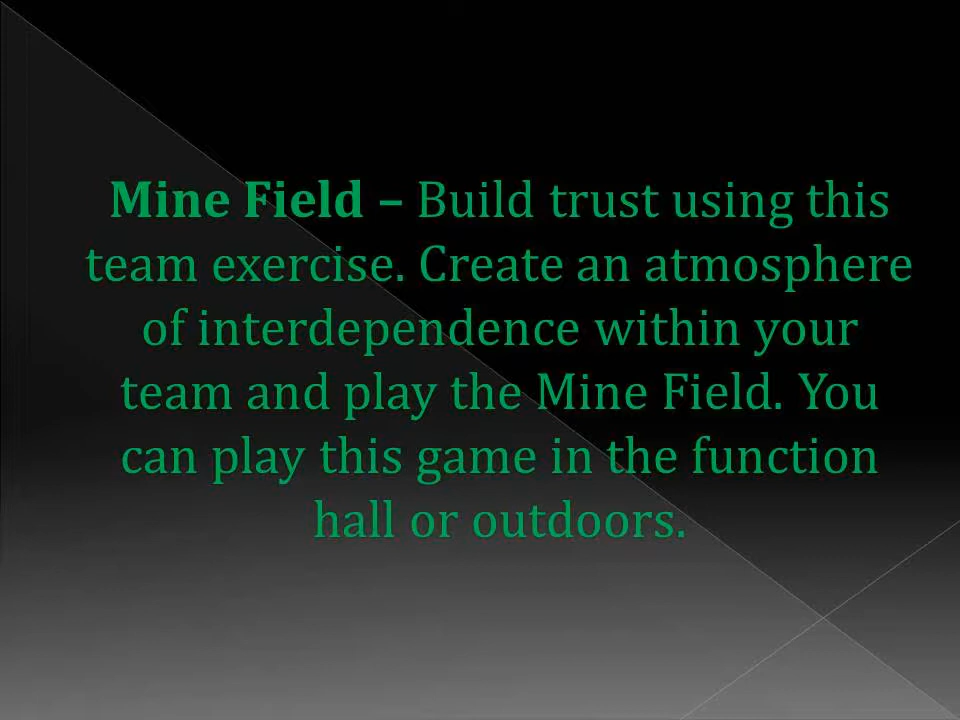 Mine Field – Build trust using this
team exercise. Create an atmosphere
of interdependence within your
team and play the Mine Field. You
can play this game in the function
hall or outdoors.